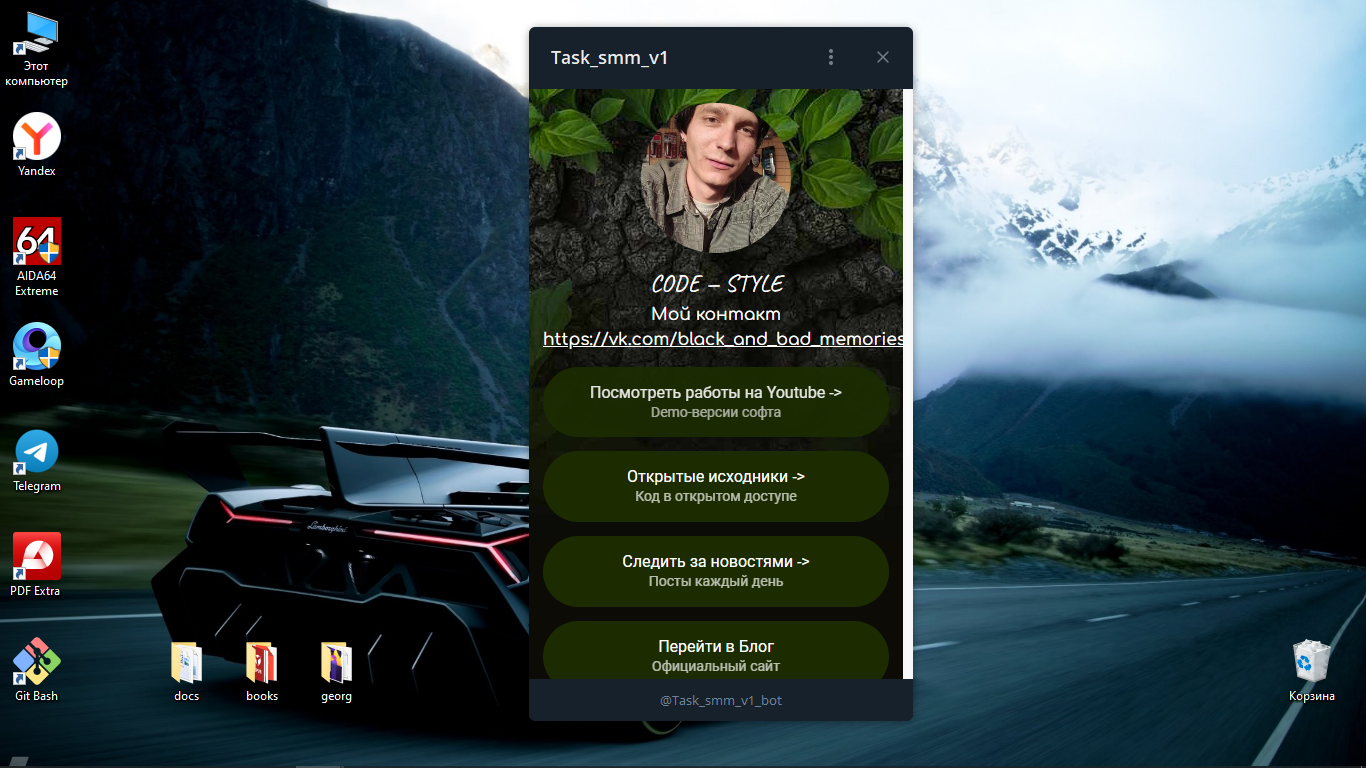 Этот
компьютер
Yandex
64
AIDA64
Extreme
Gameloop
Telegram
PDF Extra
Git Bash
docs
books
georg
Lamborghini
Task_smm_v1
CODE – STYLE
Мой контакт
https://vk.com/black_and_bad_memories
Посмотреть работы на Youtube ->
Demo-версии софта
Открытые исходники ->
Код в открытом доступе
Следить за новостями ->
Посты каждый день
Перейти в Блог
Официальный сайт
@Task_smm_v1_bot
Корзина